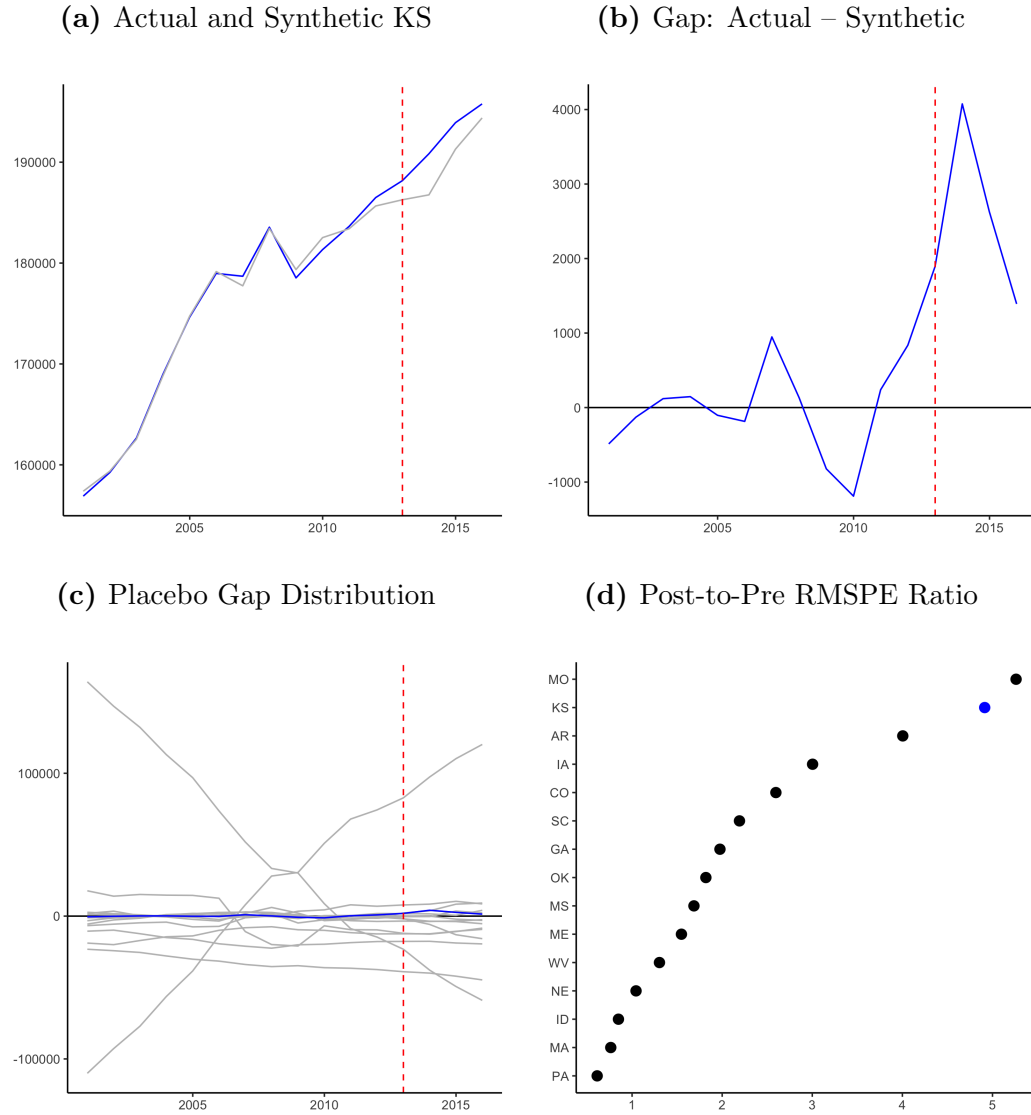 (a) Actual and Synthetic KS
190000
180000
170000
160000
2005 2010 2015
(b) Gap: Actual – Synthetic
4000
3000
2000
1000
0
-1000
2005 2010 2015
(c) Placebo Gap Distribution
100000
0
-100000
2005 2010 2015
(d) Post-to-Pre RMSPE Ratio
MO
KS
AR
IA
CO
SC
GA
OK
MS
ME
WV
NE
ID
MA
PA
1 2 3 4 5